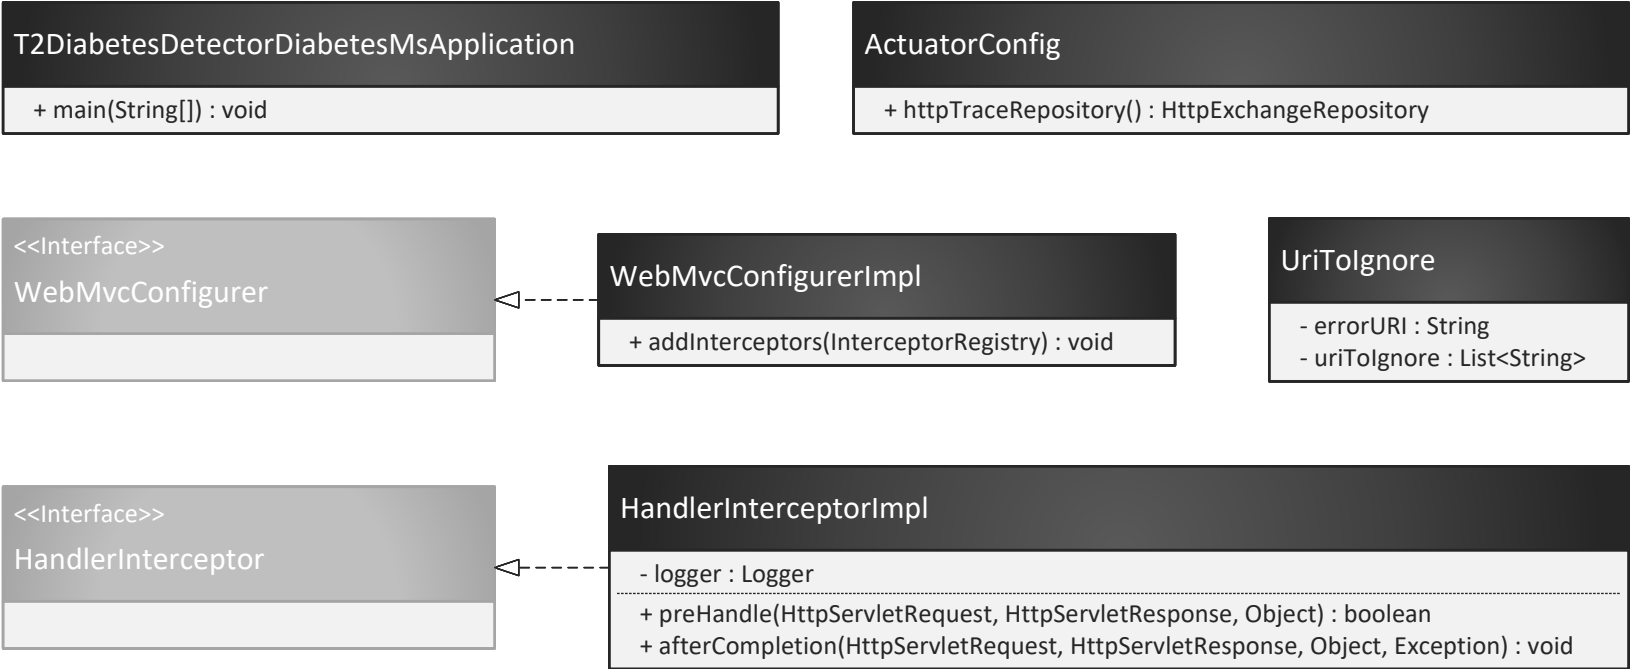 T2DiabetesDetectorDiabetesMsApplication
+ main(String[]) : void
ActuatorConfig
+ httpTraceRepository() : HttpExchangeRepository
<<Interface>>
WebMvcConfigurer
WebMvcConfigurerImpl
+ addInterceptors(InterceptorRegistry) : void
UriToIgnore
- errorURI : String
- uriToIgnore : List<String>
<<Interface>>
HandlerInterceptor
HandlerInterceptorImpl
- logger : Logger
+ preHandle(HttpServletRequest, HttpServletResponse, Object) : boolean
+ afterCompletion(HttpServletRequest, HttpServletResponse, Object, Exception) : void